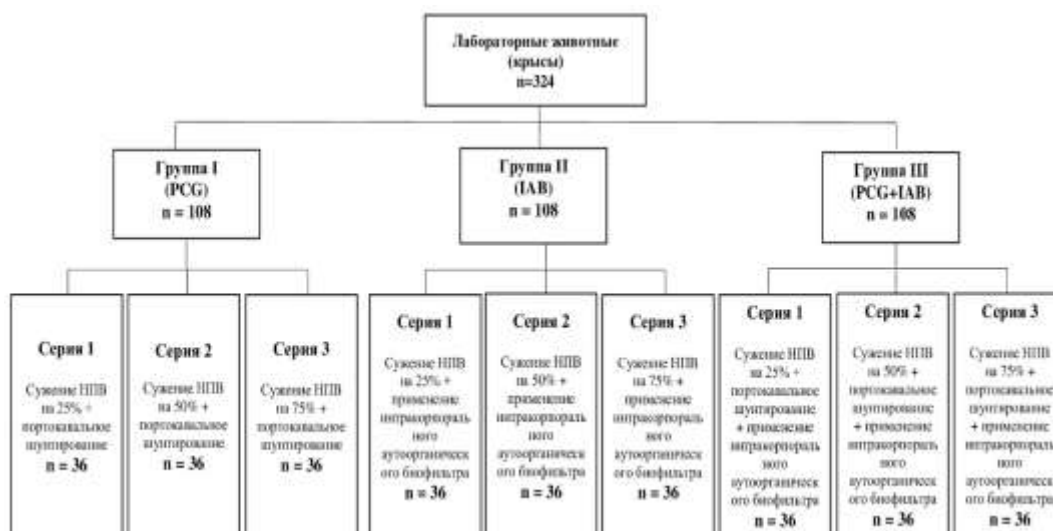 Лабораторные животные
(крысы)
n=324
Группа I
(PCG)
n = 108
Группа II
(IAB)
n = 108
Группа III
(PCG+IAB)
n = 108
Серия 1
Сужение НПВ
на 25% +
портокавальное
шунтирование
n = 36
Серия 2
Сужение НПВ
на 50% +
портокавальное
шунтирование
n = 36
Серия 3
Сужение НПВ
на 75% +
портокавальное
шунтирование
n = 36
Серия 1
Сужение НПВ
на 25% +
применение
интракорпораль
ного
аутоорганическ
ого биофильтра
n = 36
Серия 2
Сужение НПВ
на 50% +
применение
интракорпораль
ного
аутоорганическ
ого биофильтра
n = 36
Серия 3
Сужение НПВ
на 75% +
применение
интракорпораль
ного
аутоорганическ
ого биофильтра
n = 36
Серия 1
Сужение НПВ
на 25% +
портокавальное
шунтирование
+ применение
интракорпораль
ного
аутоорганическ
ого биофильтра
n = 36
Серия 2
Сужение НПВ
на 50% +
портокавальное
шунтирование
+ применение
интракорпораль
ного
аутоорганическ
ого биофильтра
n = 36
Серия 3
Сужение НПВ
на 75% +
портокавальное
шунтирование
+ применение
интракорпораль
ного
аутоорганическ
ого биофильтра
n = 36